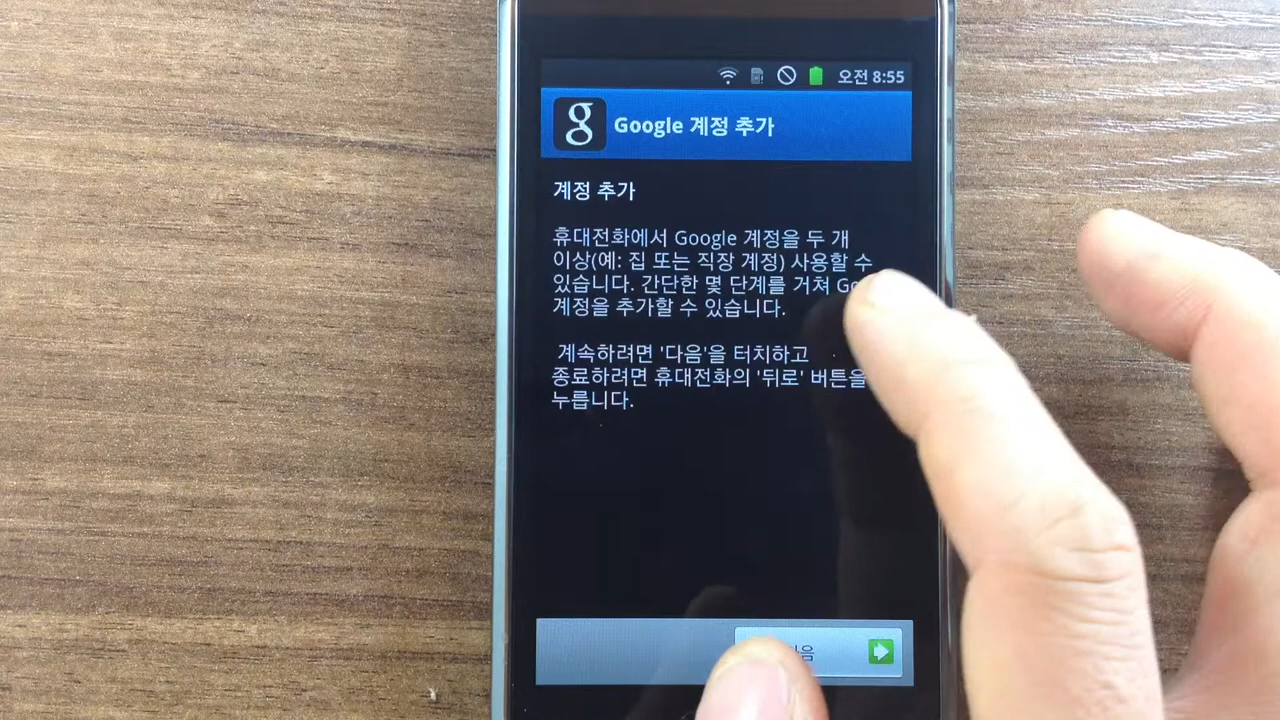 오전 8:55
g
Google 계정 추가
계정 추가
휴대전화에서 Google 계정을 두 개
이상(예: 집 또는 직장 계정) 사용할 수
있습니다. 간단한 몇 단계를 거쳐
계정을 추가할 수 있습니다.
계속하려면 '다음'을 터치하고
종료하려면 휴대전화의 '뒤로' 버튼을
누릅니다.